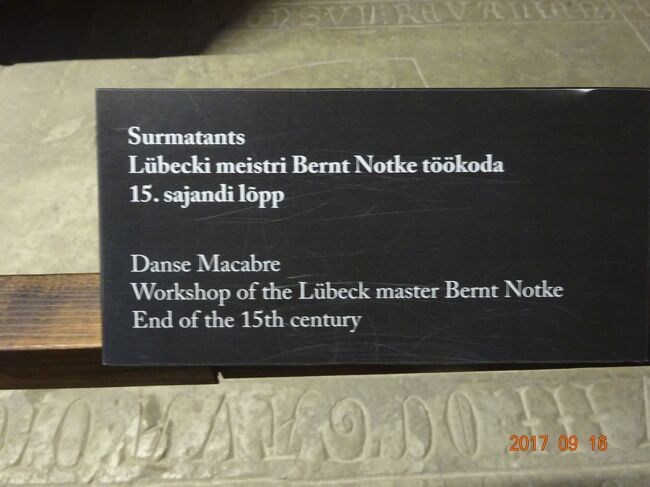 Surmatants
Lübecki meistri Bernt Notke töökoda
15. sajandi lõpp
Danse Macabre
Workshop of the Lübeck master Bernt Notke
End of the 15th century
2017 09 16